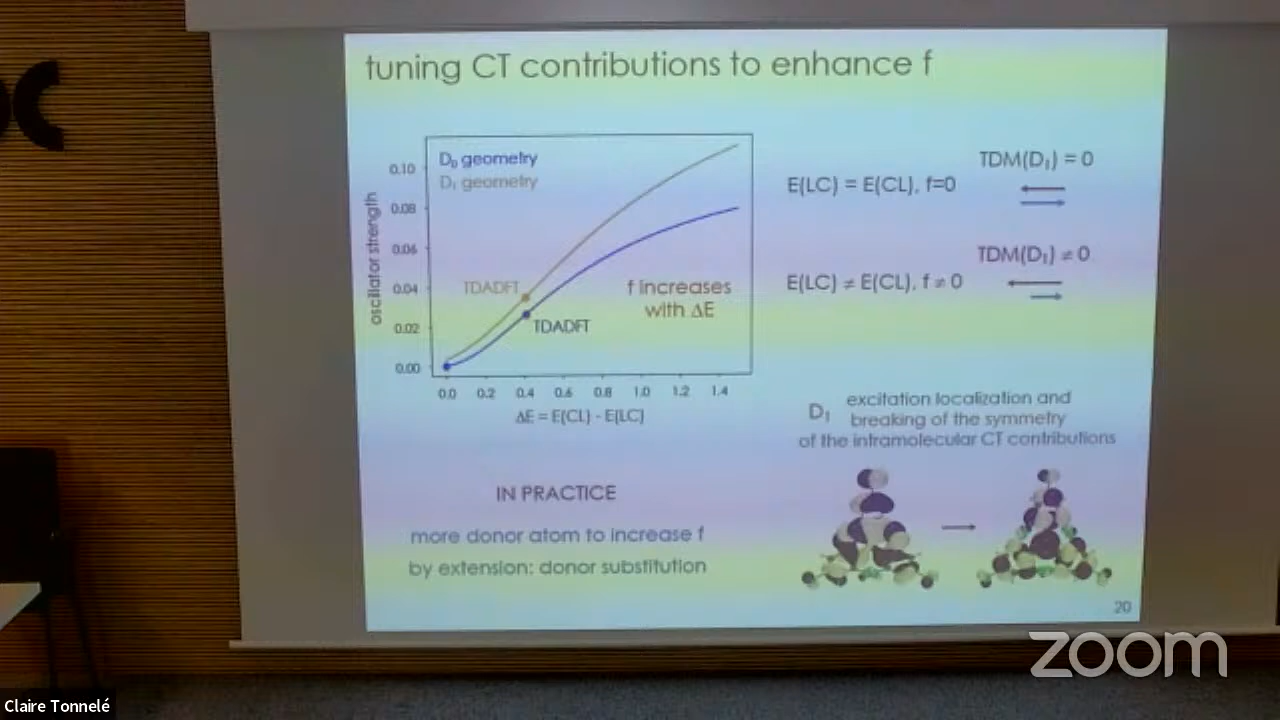 tuning CT contributions to enhance f
D₀ geometry
D₁ geometry
oscillator strength
0.10
0.08
0.06
0.04
0.02
0.00
TDADFT
TDADFT
f increases
with ΔE
0.0 0.2 0.4 0.6 0.8 1.0 1.2 1.4
ΔE = E(CL) - E(LC)
TDM(D₁) = 0
E(LC) = E(CL), f=0
TDM(D₁) ≠ 0
E(LC) ≠ E(CL), f ≠ 0
D₁ excitation localization and
breaking of the symmetry
of the intramolecular CT contributions
IN PRACTICE
more donor atom to increase f
by extension: donor substitution
20
zoom
Claire Tonnelé